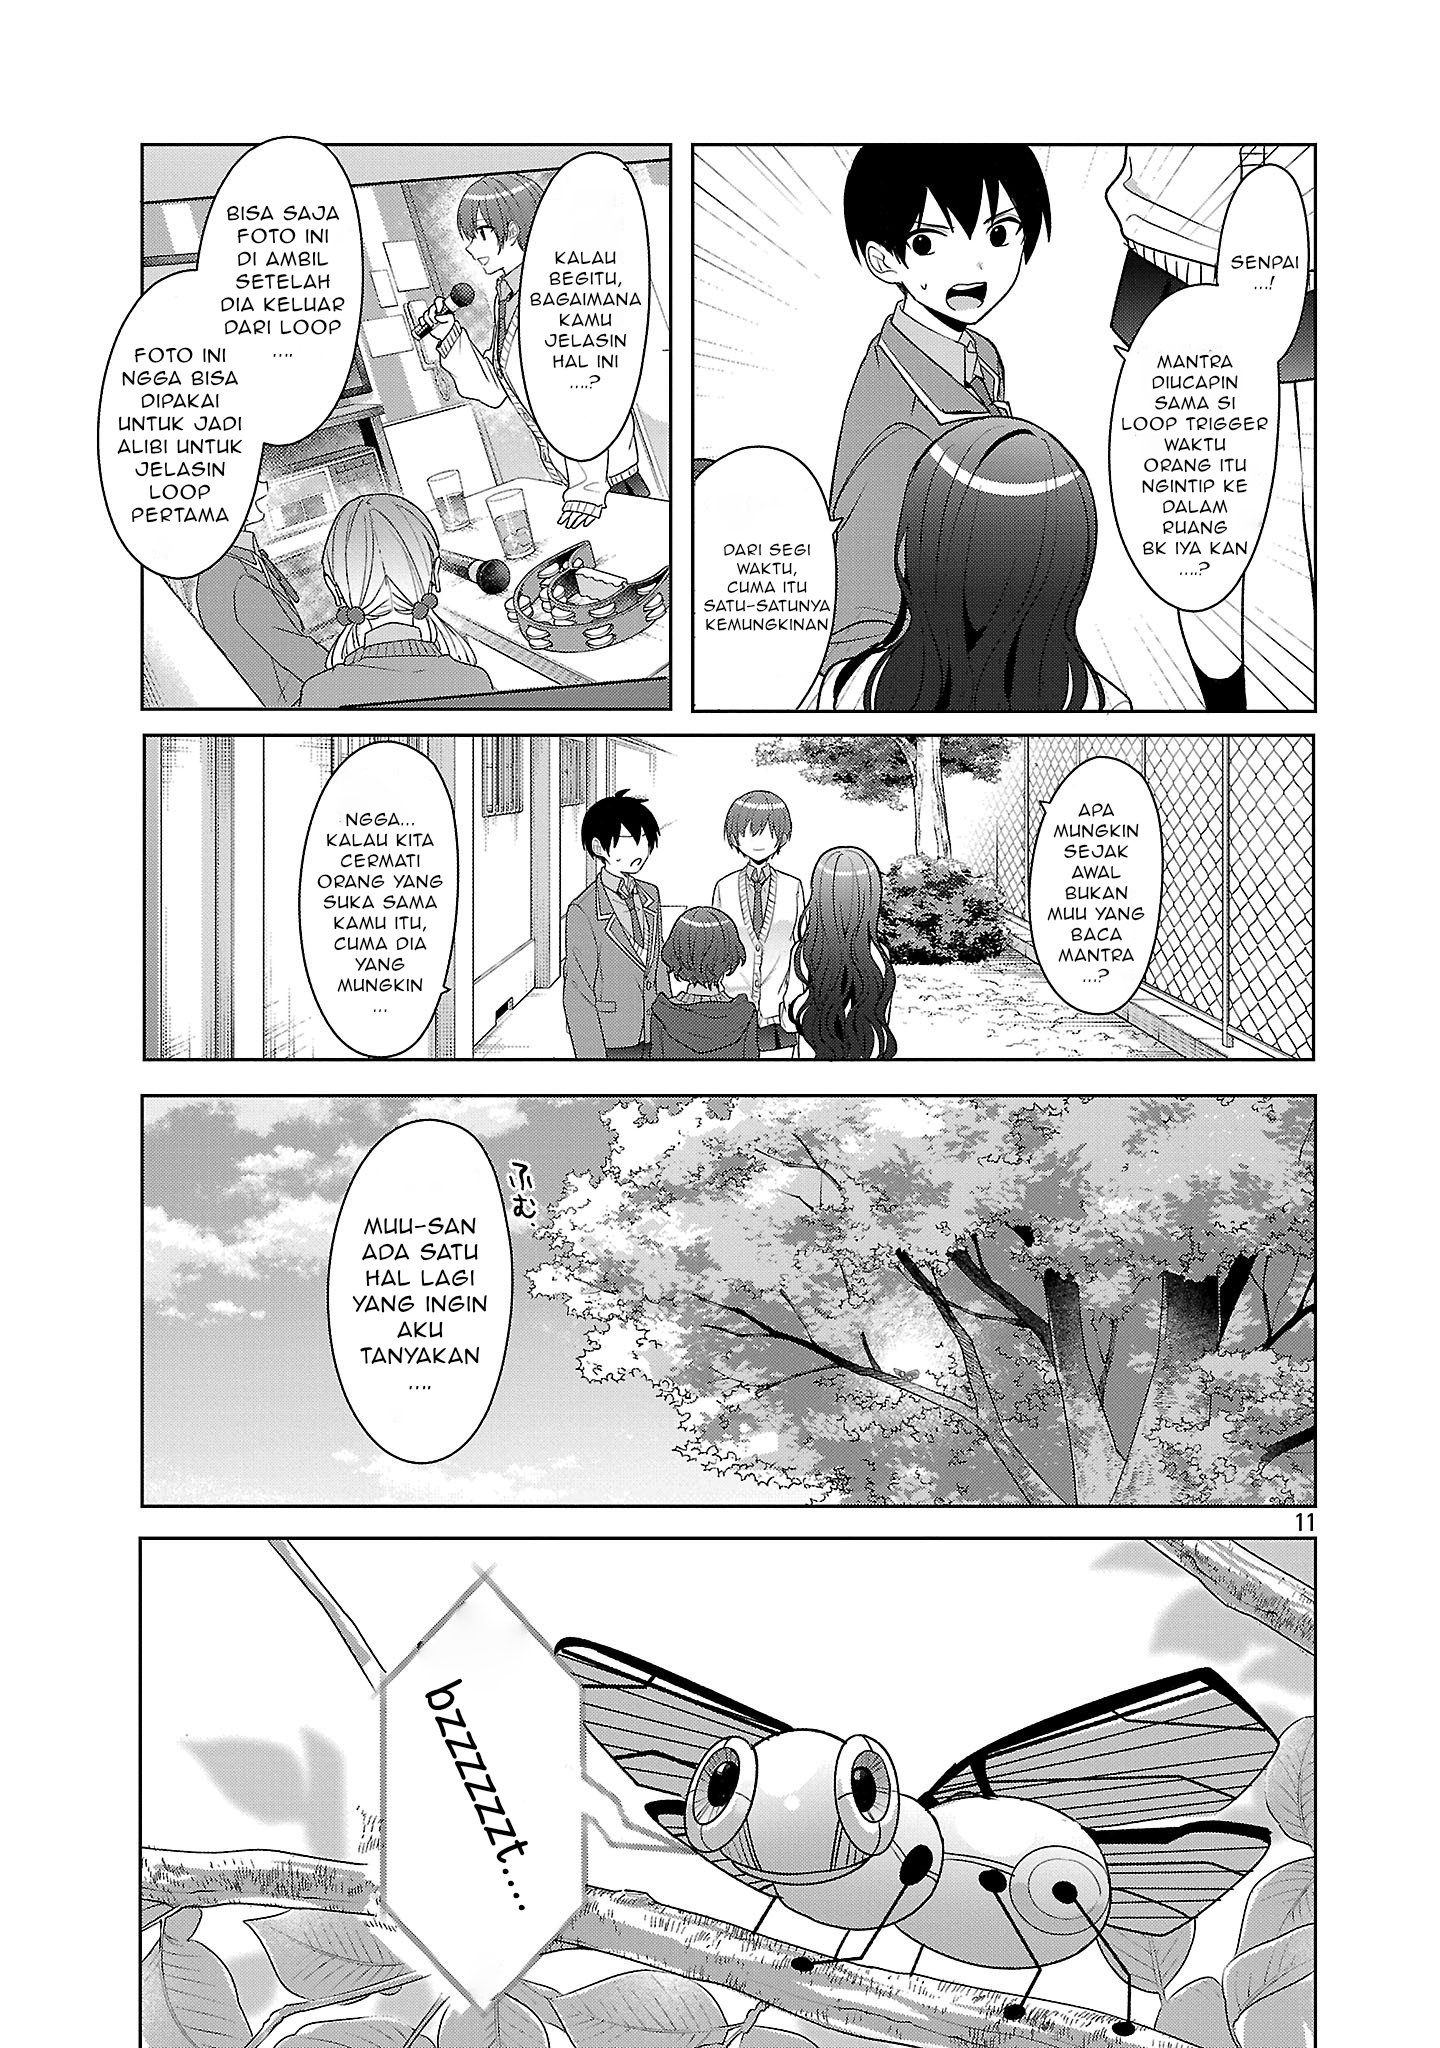 SENPAI
...!
MANTRA
DIUCAPIN
SAMA SI
LOOP TRIGGER
WAKTU
ORANG ITU
NGINTIP KE
DALAM
RUANG
BK IYA KAN
....?
DARI SEGI
WAKTU,
CUMA ITU
SATU-SATUNYA
KEMUNGKINAN
KALAU
BEGITU,
BAGAIMANA
KAMU
JELASIN
HAL INI
....?
BISA SAJA
FOTO INI
DI AMBIL
SETELAH
DIA KELUAR
DARI LOOP
....
FOTO INI
NGGA BISA
DIPAKAI
UNTUK JADI
ALIBI UNTUK
JELASIN
LOOP
PERTAMA
APA
MUNGKIN
SEJAK
AWAL
BUKAN
MUU YANG
BACA
MANTRA
...?
NGGA...
KALAU KITA
CERMATI
ORANG YANG
SUKA SAMA
KAMU ITU,
CUMA DIA
YANG
MUNGKIN
...
ふむ
MUU-SAN
ADA SATU
HAL LAGI
YANG INGIN
AKU
TANYAKAN
....
11
bzzzzzt....